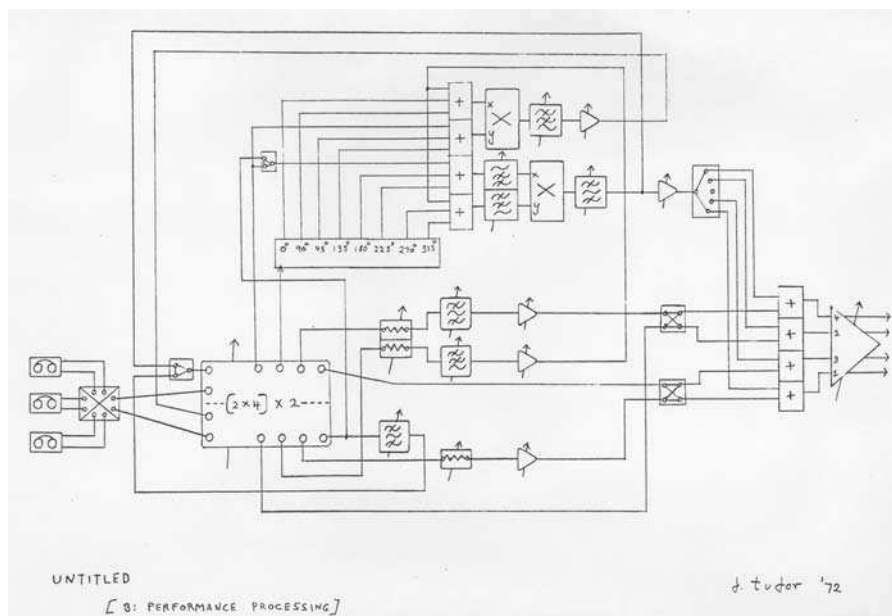 +
x
X
y
+
+
x
X
y
+
0° 90° 45° 135° 180° 225° 270° 315°
+
4
+
2
[2 x 4] x 2
+
3
+
1
UNTITLED
[B: PERFORMANCE PROCESSING]
d. tudor '72